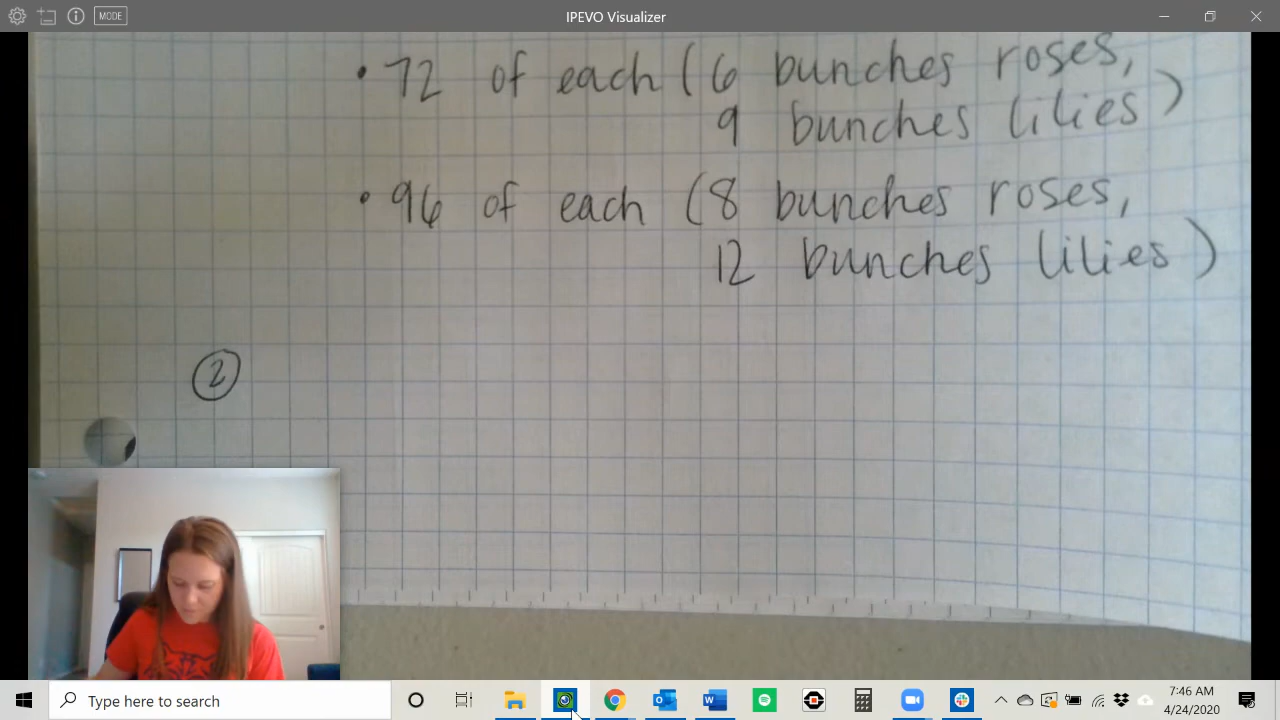 MODE
IPEVO Visualizer
• 72 of each (6 bunches roses,
9 bunches lilies)
• 96 of each (8 bunches roses,
12 bunches lilies)
2
Type here to search
7:46 AM
4/24/2020